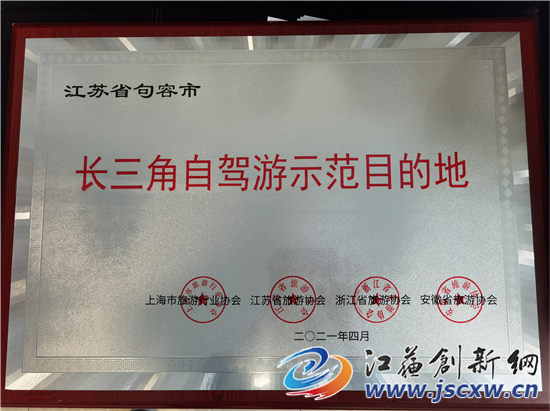 江苏省句容市
长三角自驾游示范目的地
上海市旅游行业协会 江苏省旅游协会 浙江省旅游协会 安徽省旅游协会
二〇二一年四月
江苏创新网
www.jscxw.cn